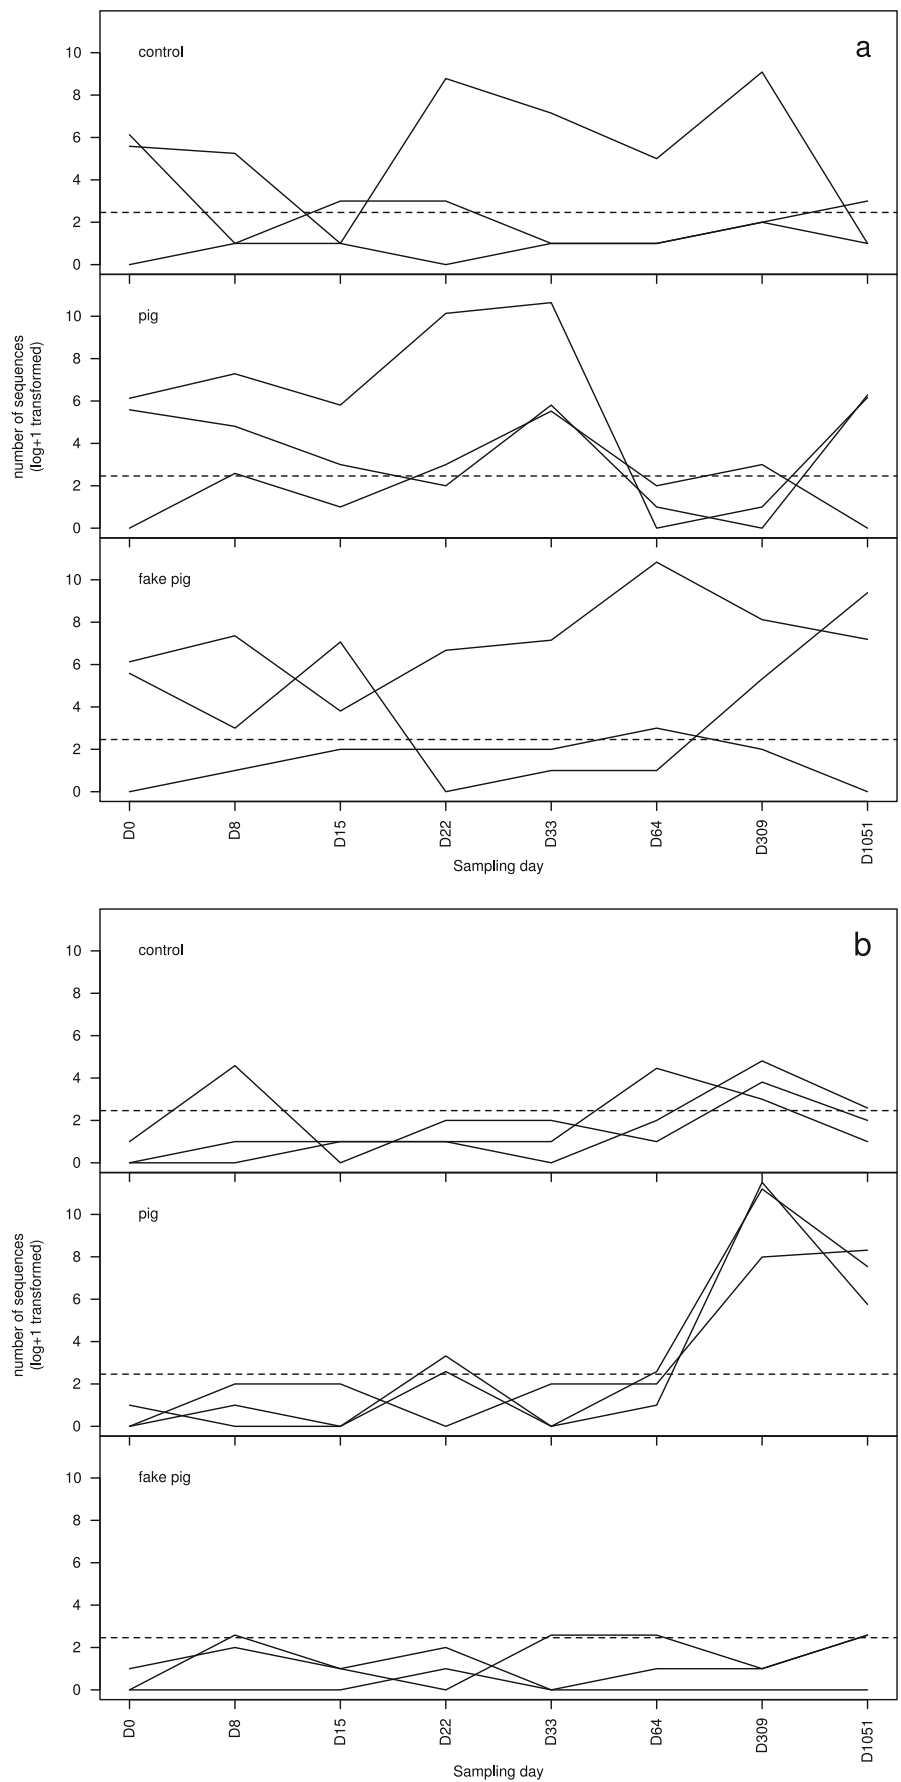 a
control
10
8
6
4
2
0
pig
10
8
6
4
2
0
number of sequences
(log+1 transformed)
fake pig
10
8
6
4
2
0
D0 D8 D15 D22 D33 D64 D309 D1051
Sampling day
b
control
10
8
6
4
2
0
pig
10
8
6
4
2
0
number of sequences
(log+1 transformed)
fake pig
10
8
6
4
2
0
D0 D8 D15 D22 D33 D64 D309 D1051
Sampling day